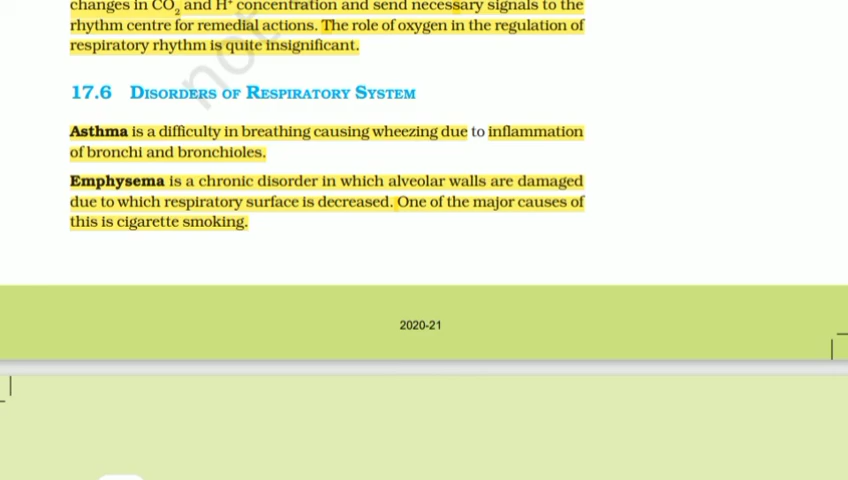 changes in CO₂ and H⁺ concentration and send necessary signals to the
rhythm centre for remedial actions. The role of oxygen in the regulation of
respiratory rhythm is quite insignificant.
not
17.6 Disorders of Respiratory System
Asthma is a difficulty in breathing causing wheezing due to inflammation
of bronchi and bronchioles.
Emphysema is a chronic disorder in which alveolar walls are damaged
due to which respiratory surface is decreased. One of the major causes of
this is cigarette smoking.
2020-21